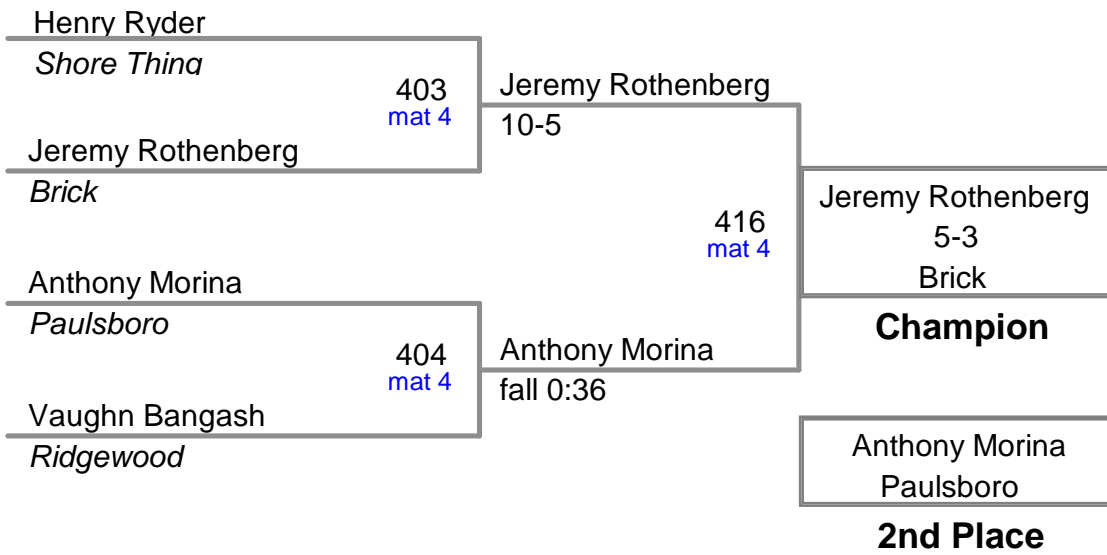 Henry Ryder
Shore Thing
403
mat 4
Jeremy Rothenberg
10-5
Jeremy Rothenberg
Brick
416
mat 4
Jeremy Rothenberg
5-3
Brick
Champion
Anthony Morina
Paulsboro
404
mat 4
Anthony Morina
fall 0:36
Vaughn Bangash
Ridgewood
Anthony Morina
Paulsboro
2nd Place